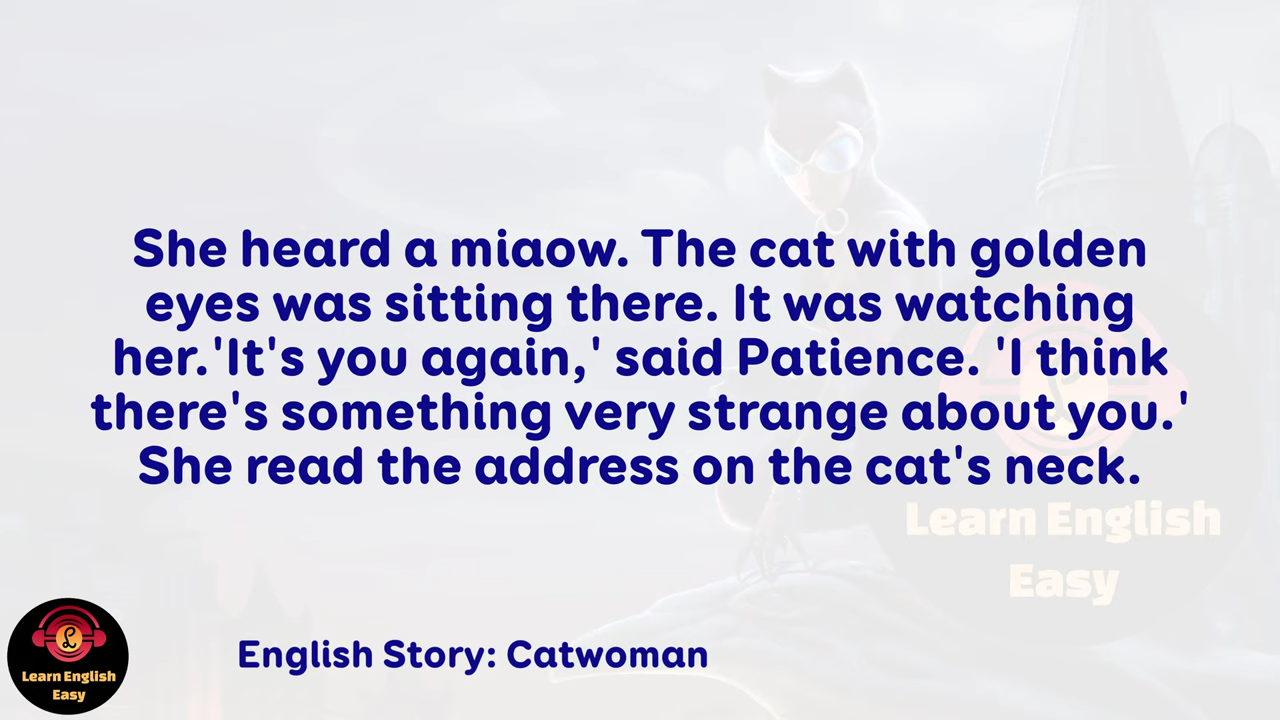 She heard a miaow. The cat with golden
eyes was sitting there. It was watching
her.'It's you again,' said Patience. 'I think
there's something very strange about you.'
She read the address on the cat's neck.
Learn English
Easy
English Story: Catwoman
L
Learn English
Easy